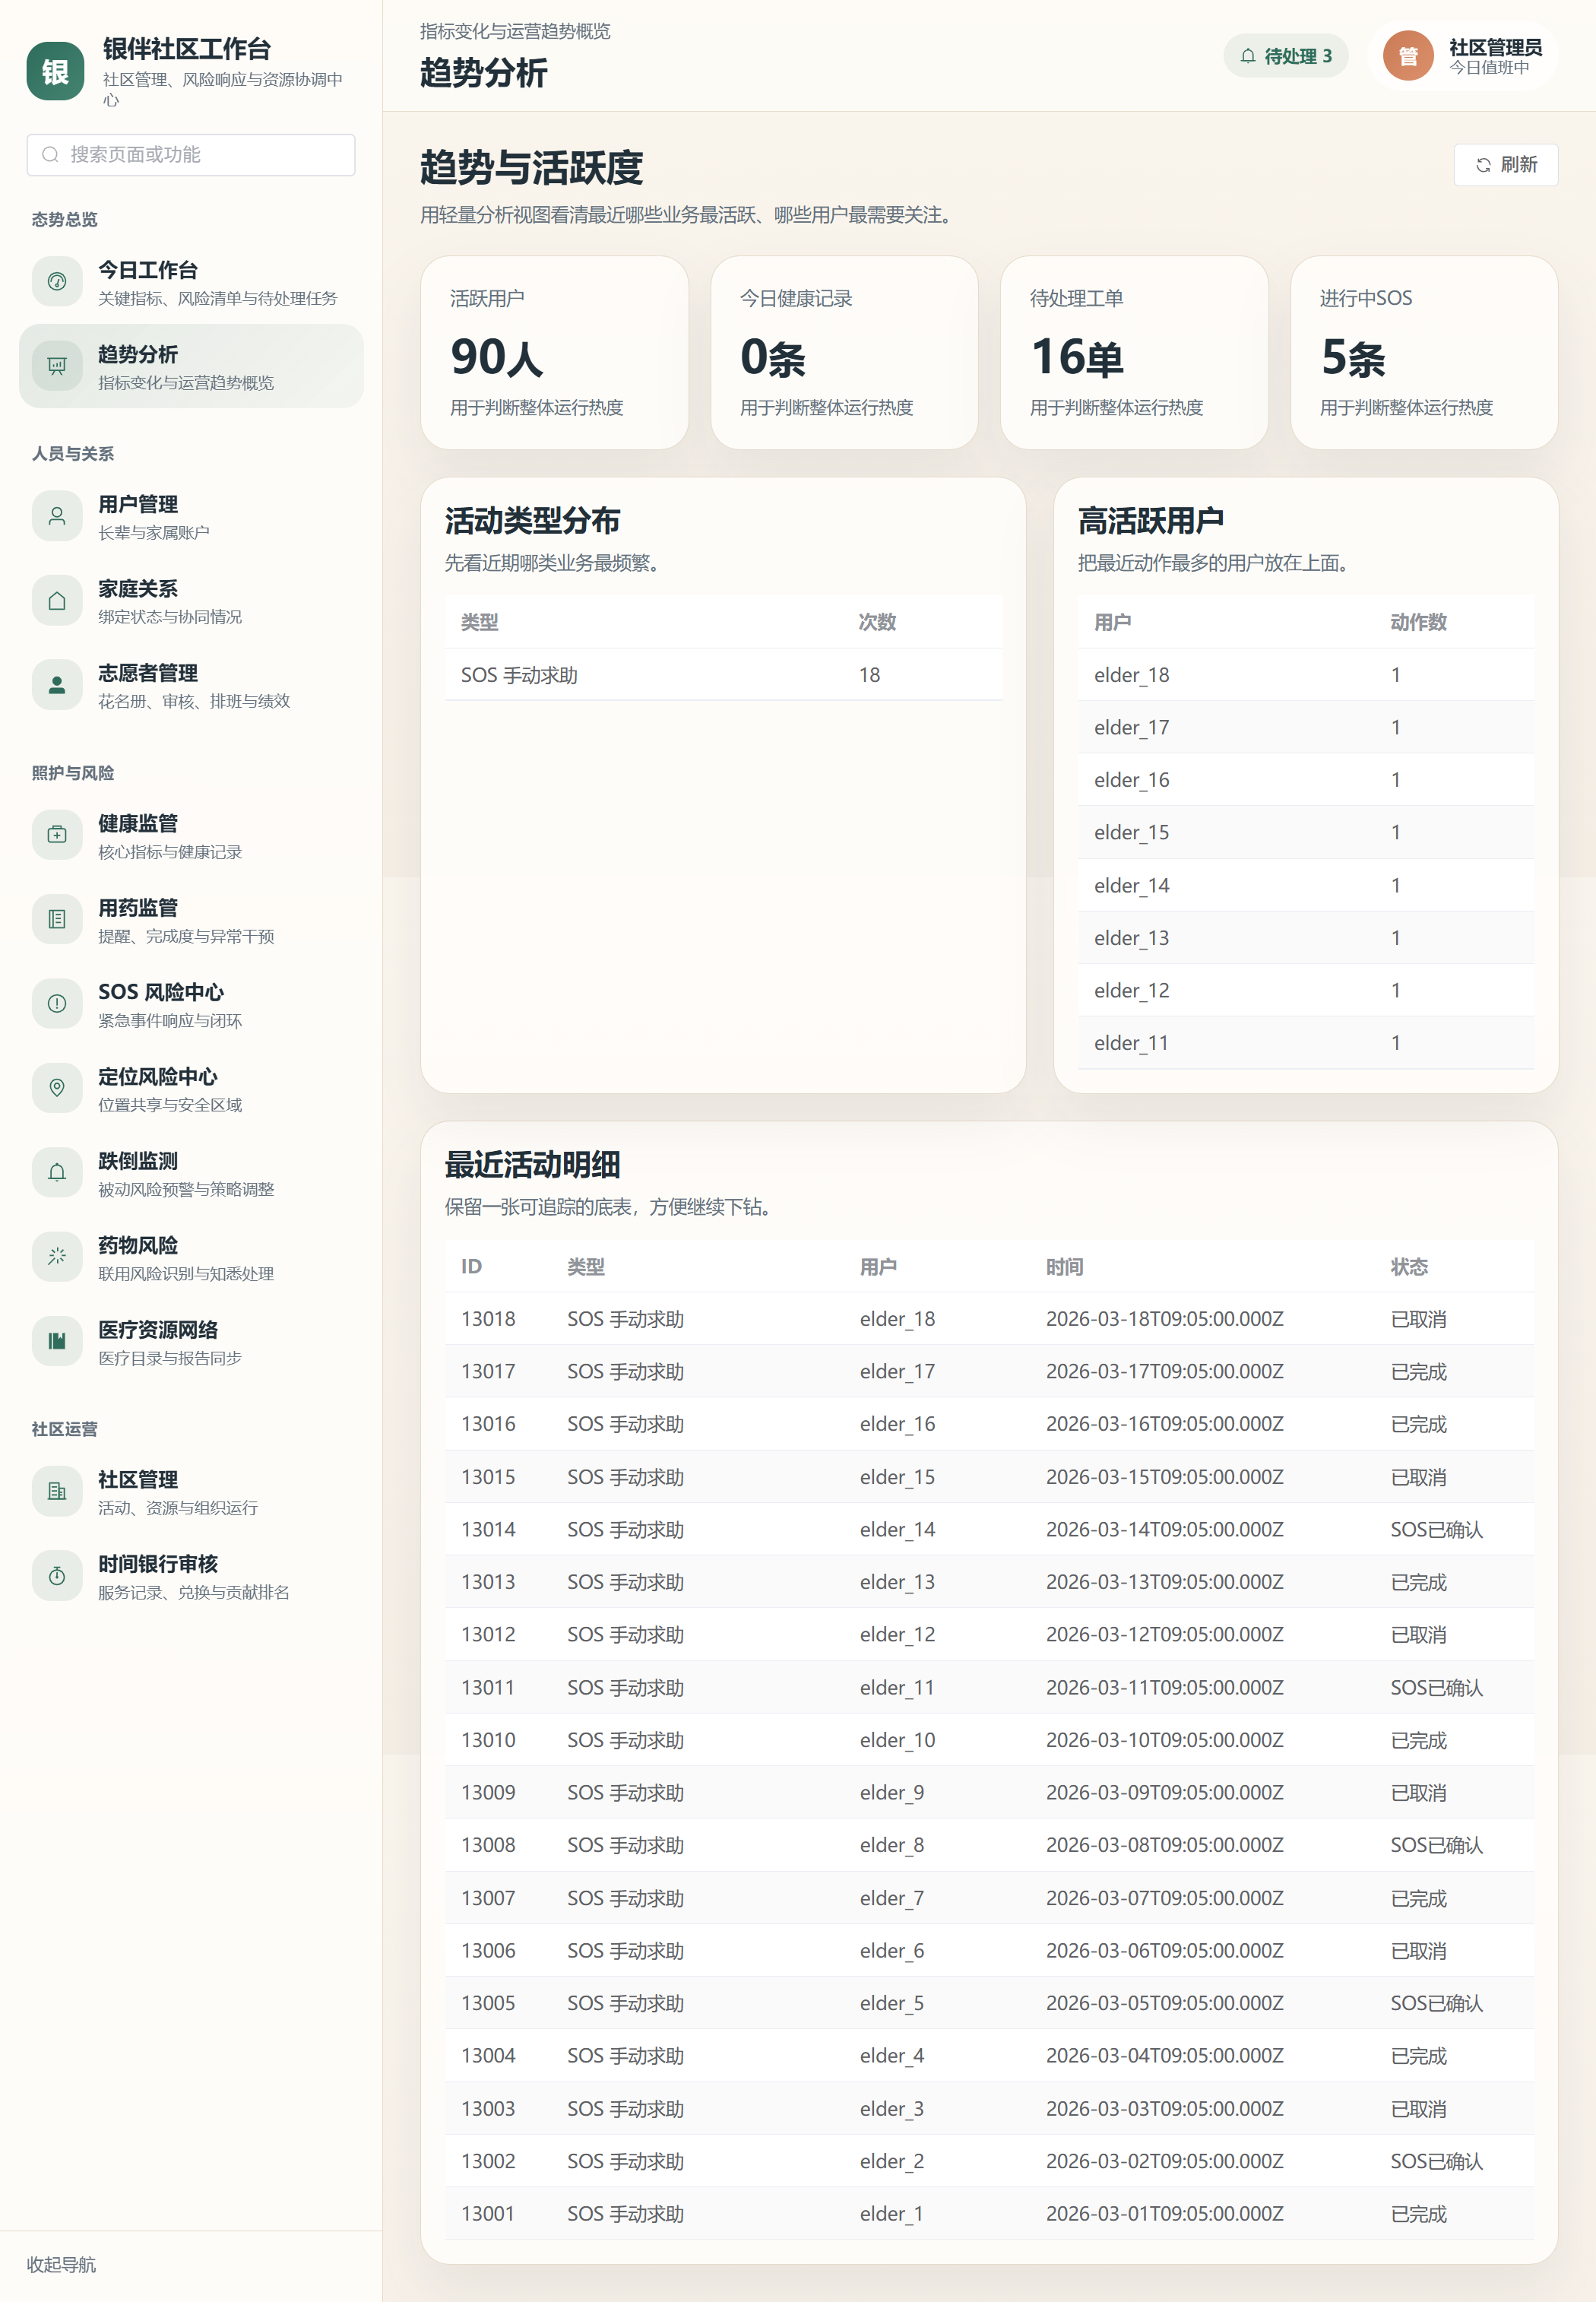 银
银伴社区工作台
社区管理、风险响应与资源协调中
心
搜索页面或功能
态势总览
今日工作台
关键指标、风险清单与待处理任务
趋势分析
指标变化与运营趋势概览
人员与关系
用户管理
长辈与家属账户
家庭关系
绑定状态与协同情况
志愿者管理
花名册、审核、排班与绩效
照护与风险
健康监管
核心指标与健康记录
用药监管
提醒、完成度与异常干预
SOS 风险中心
紧急事件响应与闭环
定位风险中心
位置共享与安全区域
跌倒监测
被动风险预警与策略调整
药物风险
联用风险识别与知悉处理
医疗资源网络
医疗目录与报告同步
社区运营
社区管理
活动、资源与组织运行
时间银行审核
服务记录、兑换与贡献排名
收起导航
指标变化与运营趋势概览
趋势分析
待处理 3
管
社区管理员
今日值班中
趋势与活跃度
用轻量分析视图看清最近哪些业务最活跃、哪些用户最需要关注。
刷新
活跃用户
90人
用于判断整体运行热度
今日健康记录
0条
用于判断整体运行热度
待处理工单
16单
用于判断整体运行热度
进行中SOS
5条
用于判断整体运行热度
活动类型分布
先看近期哪类业务最频繁。
类型 次数
SOS 手动求助 18
高活跃用户
把最近动作最多的用户放在上面。
用户 动作数
elder_18 1
elder_17 1
elder_16 1
elder_15 1
elder_14 1
elder_13 1
elder_12 1
elder_11 1
最近活动明细
保留一张可追踪的底表，方便继续下钻。
ID 类型 用户 时间 状态
13018 SOS 手动求助 elder_18 2026-03-18T09:05:00.000Z 已取消
13017 SOS 手动求助 elder_17 2026-03-17T09:05:00.000Z 已完成
13016 SOS 手动求助 elder_16 2026-03-16T09:05:00.000Z 已完成
13015 SOS 手动求助 elder_15 2026-03-15T09:05:00.000Z 已取消
13014 SOS 手动求助 elder_14 2026-03-14T09:05:00.000Z SOS已确认
13013 SOS 手动求助 elder_13 2026-03-13T09:05:00.000Z 已完成
13012 SOS 手动求助 elder_12 2026-03-12T09:05:00.000Z 已取消
13011 SOS 手动求助 elder_11 2026-03-11T09:05:00.000Z SOS已确认
13010 SOS 手动求助 elder_10 2026-03-10T09:05:00.000Z 已完成
13009 SOS 手动求助 elder_9 2026-03-09T09:05:00.000Z 已取消
13008 SOS 手动求助 elder_8 2026-03-08T09:05:00.000Z SOS已确认
13007 SOS 手动求助 elder_7 2026-03-07T09:05:00.000Z 已完成
13006 SOS 手动求助 elder_6 2026-03-06T09:05:00.000Z 已取消
13005 SOS 手动求助 elder_5 2026-03-05T09:05:00.000Z SOS已确认
13004 SOS 手动求助 elder_4 2026-03-04T09:05:00.000Z 已完成
13003 SOS 手动求助 elder_3 2026-03-03T09:05:00.000Z 已取消
13002 SOS 手动求助 elder_2 2026-03-02T09:05:00.000Z SOS已确认
13001 SOS 手动求助 elder_1 2026-03-01T09:05:00.000Z 已完成